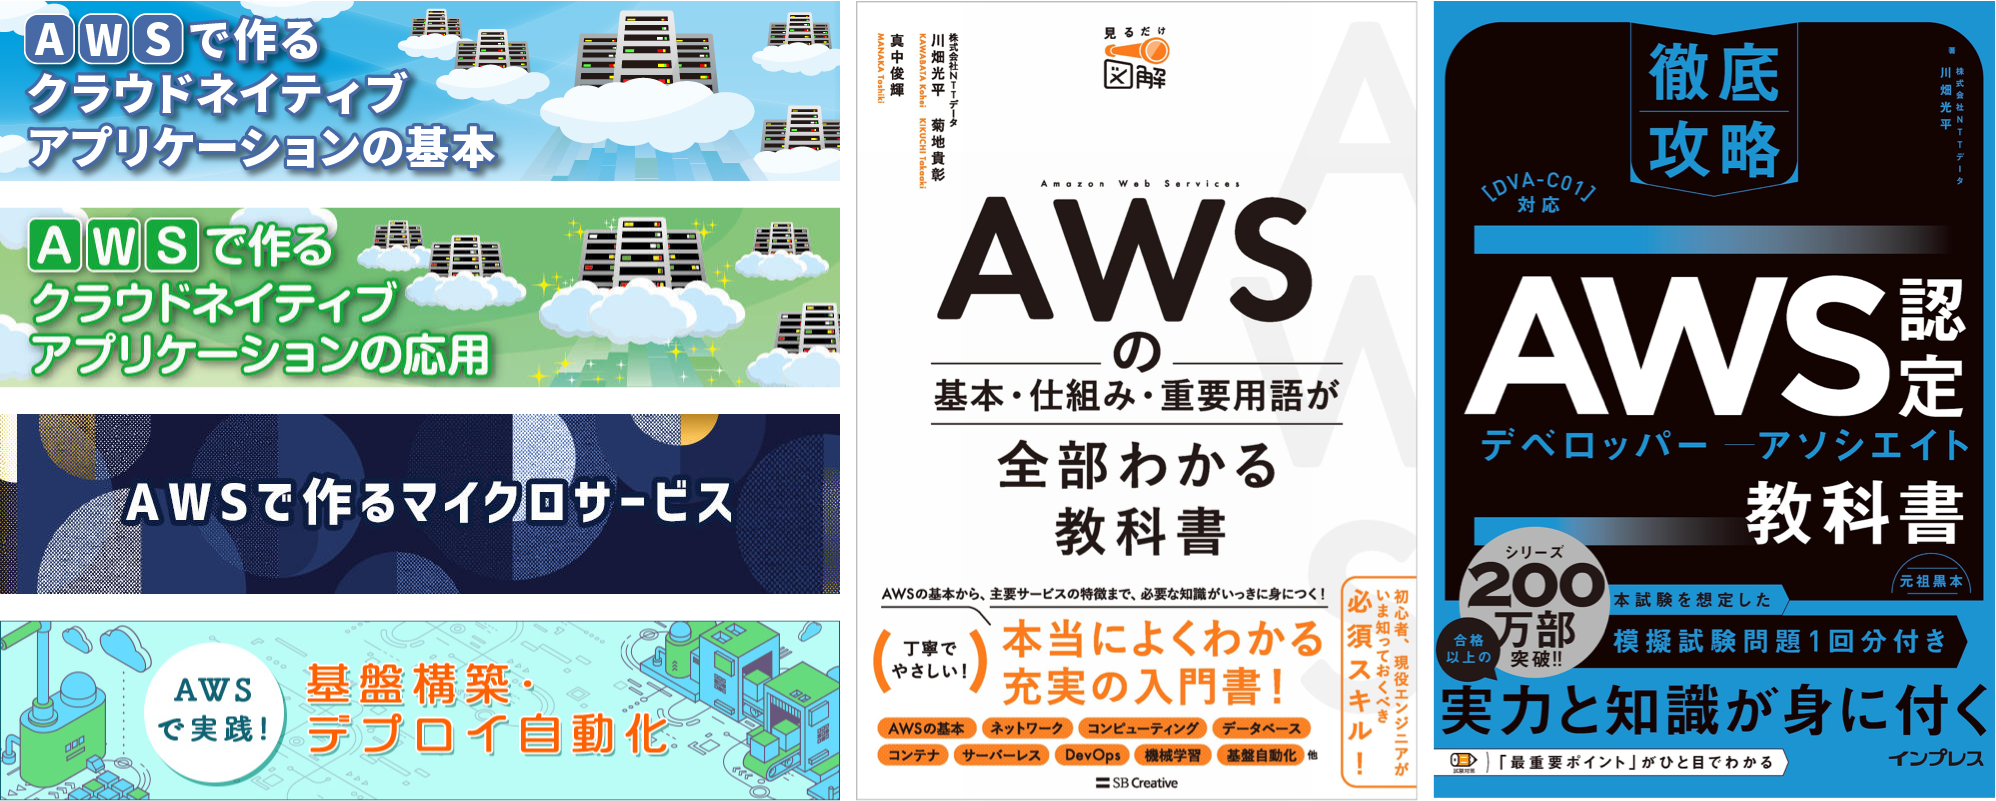 AWSで作る
クラウドネイティブ
アプリケーションの基本
AWSで作る
クラウドネイティブ
アプリケーションの応用
AWSで作るマイクロサービス
AWS
で実践!
基盤構築・
デプロイ自動化
見るだけ
図解
株式会社NTTデータ
川畑光平 菊地貴彰
KAWABATA Kohei KIKUCHI Takaaki
真中俊輝
MANAKA Toshiki
Amazon Web Services
AWS
の
基本・仕組み・重要用語が
全部わかる
教科書
AWSの基本から、主要サービスの特徴まで、必要な知識がいっきに身につく!
丁寧で
やさしい!
本当によくわかる
充実の入門書!
初心者、現役エンジニアが
いま知っておくべき
必須スキル!
AWSの基本 ネットワーク コンピューティング データベース
コンテナ サーバーレス DevOps 機械学習 基盤自動化 他
SB Creative
徹底
攻略
著
株式会社NTTデータ
川畑光平
[DVA-C01]
対応
AWS認定
デベロッパー―アソシエイト
教科書
元祖黒本
シリーズ
200
万部
突破!!
本試験を想定した
模擬試験問題1回分付き
合格
以上の
実力と知識が身に付く
インプレス
試験対策
「最重要ポイント」がひと目でわかる